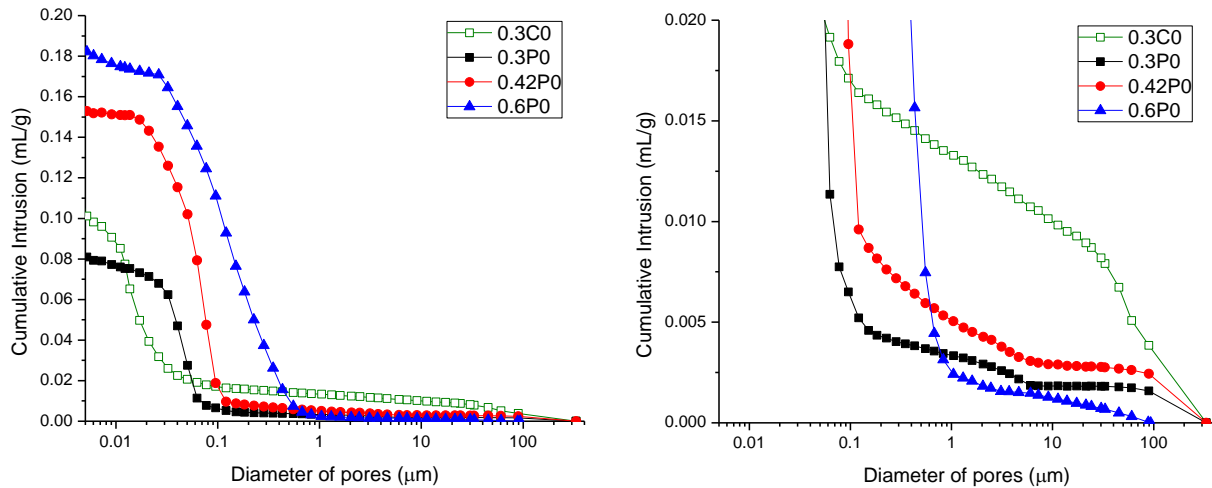 0.20
0.18
0.16
0.14
0.12
0.10
0.08
0.06
0.04
0.02
0.00
Cumulative Intrusion (mL/g)
0.3C0
0.3P0
0.42P0
0.6P0
0.01
0.1
1
10
100
Diameter of pores (μm)
0.020
0.015
0.010
0.005
0.000
Cumulative Intrusion (mL/g)
0.3C0
0.3P0
0.42P0
0.6P0
0.01
0.1
1
10
100
Diameter of pores (μm)